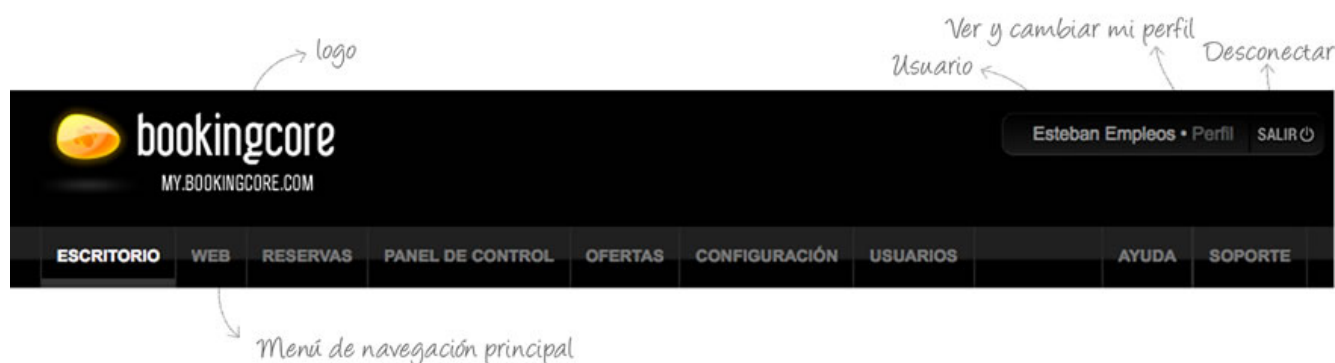 Ver y cambiar mi perfil
logo
Usuario
Desconectar
bookingcore
MY.BOOKINGCORE.COM
Esteban Empleos • Perfil SALIR
ESCRITORIO WEB RESERVAS PANEL DE CONTROL OFERTAS CONFIGURACIÓN USUARIOS AYUDA SOPORTE
Menú de navegación principal